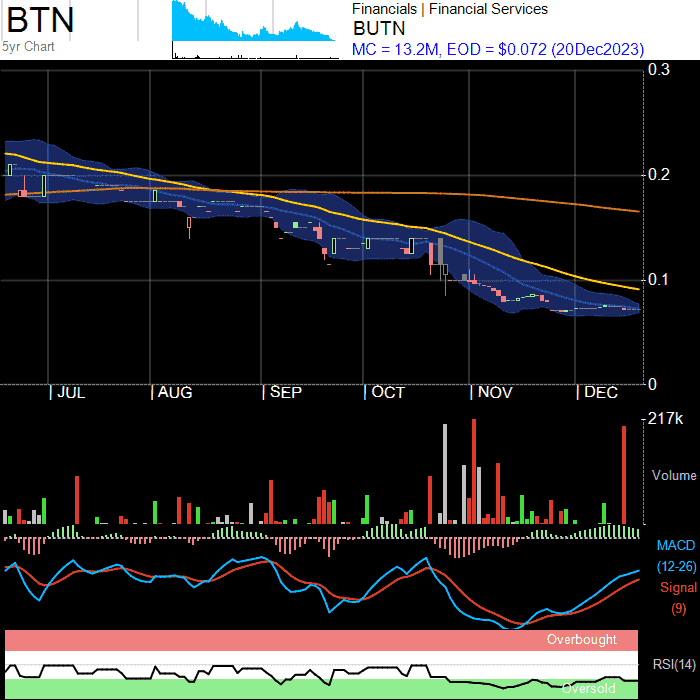 BTN
5yr Chart
Financials | Financial Services
BUTN
MC = 13.2M, EOD = $0.072 (20Dec2023)
0.3
0.2
0.1
0
JUL
AUG
SEP
OCT
NOV
DEC
217k
Volume
MACD
(12-26)
Signal
(9)
Overbought
RSI(14)
Oversold